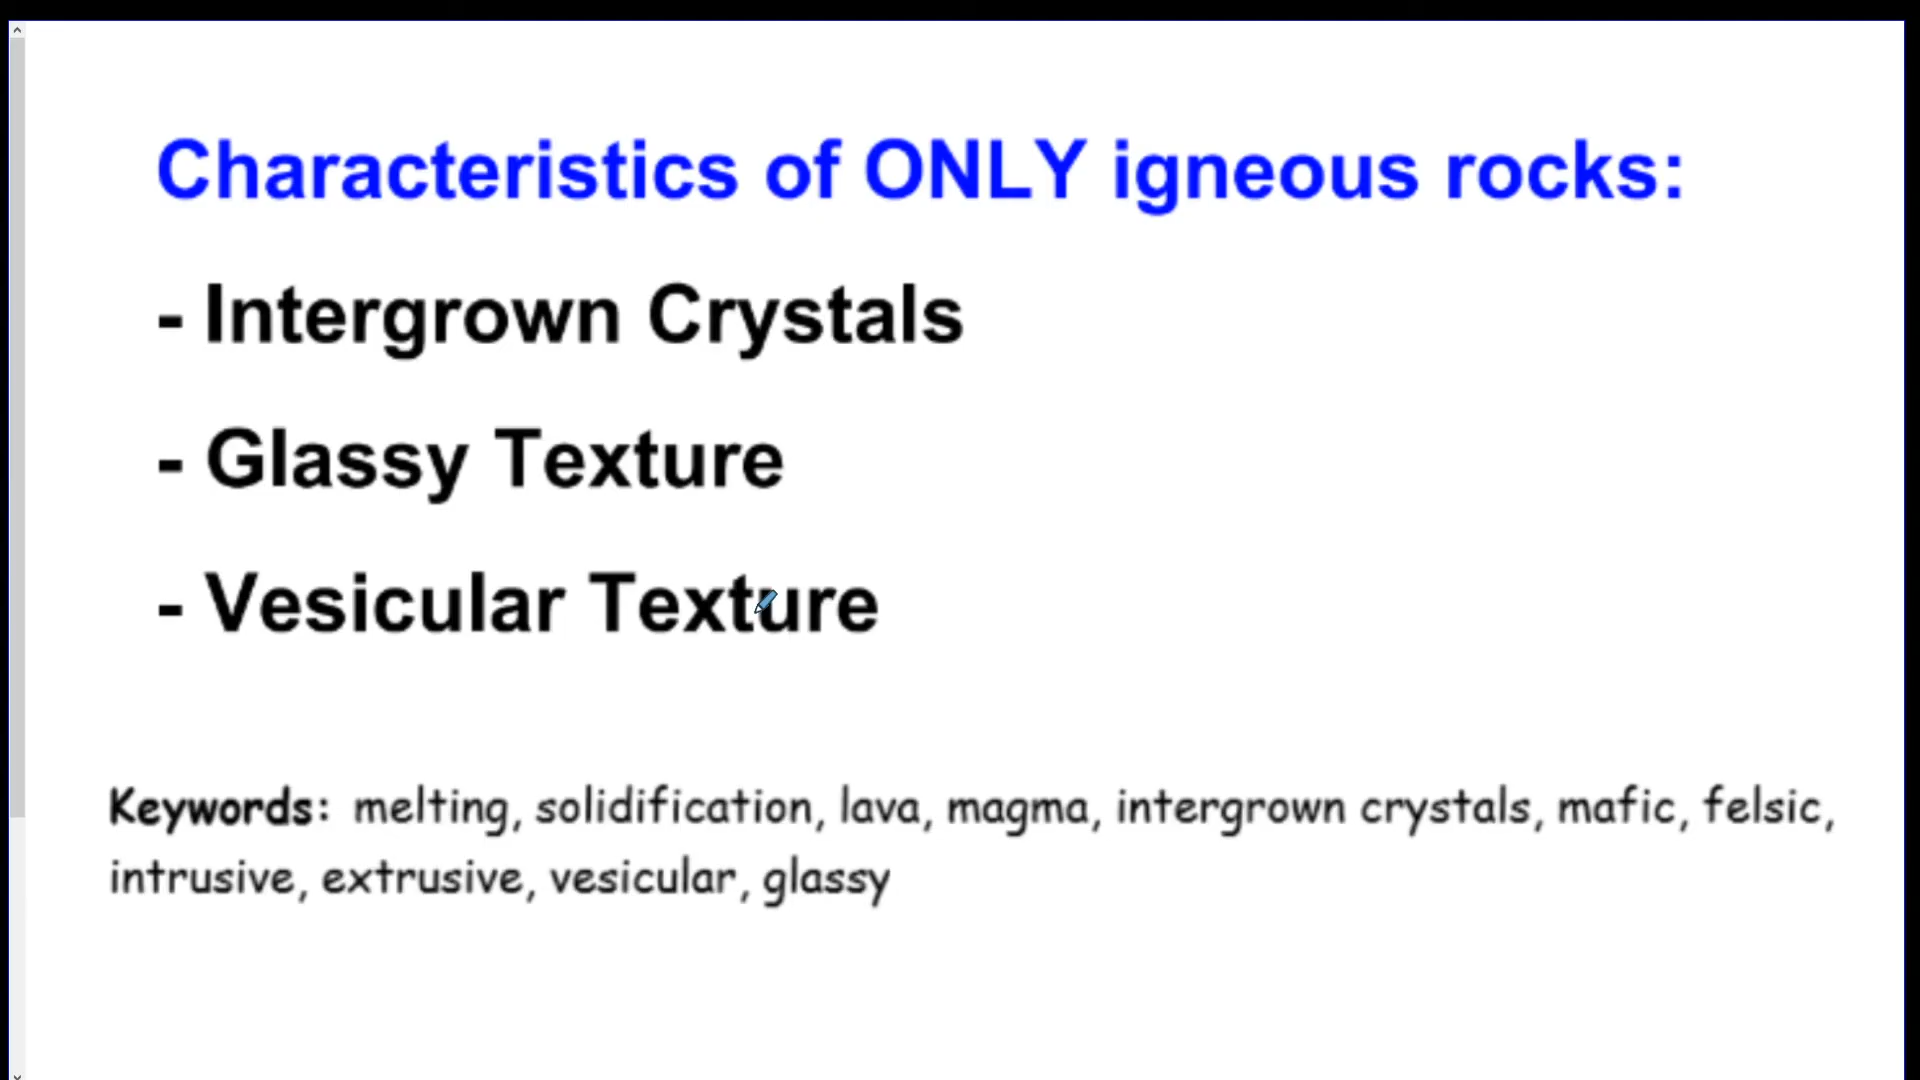 Characteristics of ONLY igneous rocks:
- Intergrown Crystals
- Glassy Texture
- Vesicular Texture
Keywords: melting, solidification, lava, magma, intergrown crystals, mafic, felsic,
intrusive, extrusive, vesicular, glassy